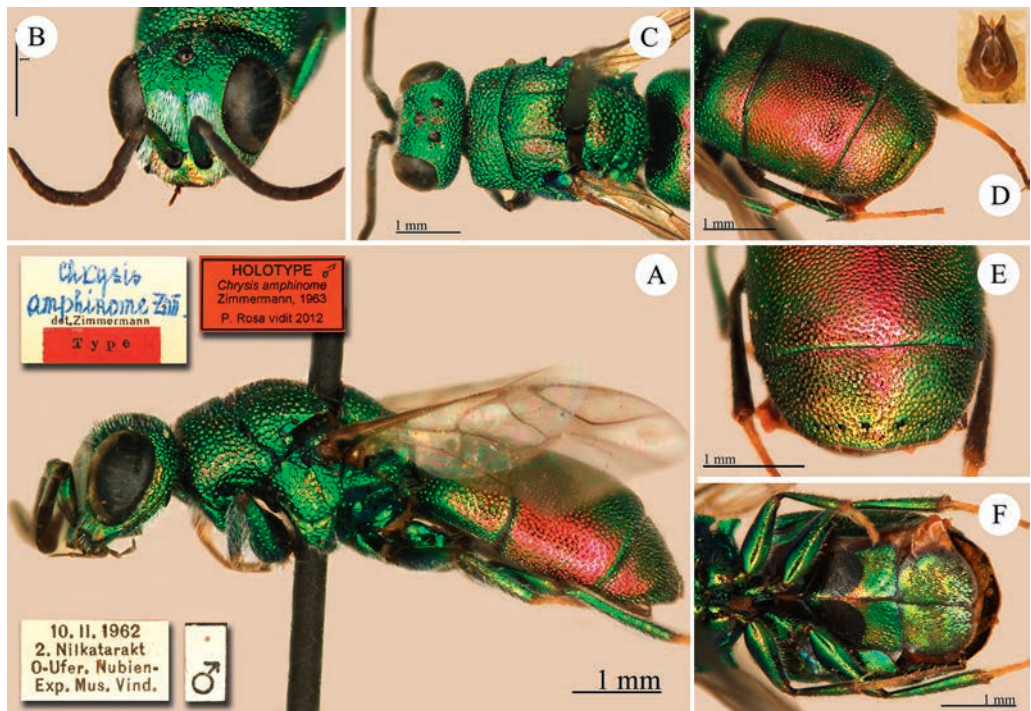 B
1
C
1 mm
D
1 mm
A
Chrysis
amphinome Zim.
det. Zimmermann
Type
HOLOTYPE ♂
Chrysis amphinome
Zimmermann, 1963
P. Rosa vidit 2012
E
1 mm
10. II. 1962
2. Nilkatarakt
O-Ufer. Nubien-
Exp. Mus. Vind.
♂
1 mm
F
1 mm